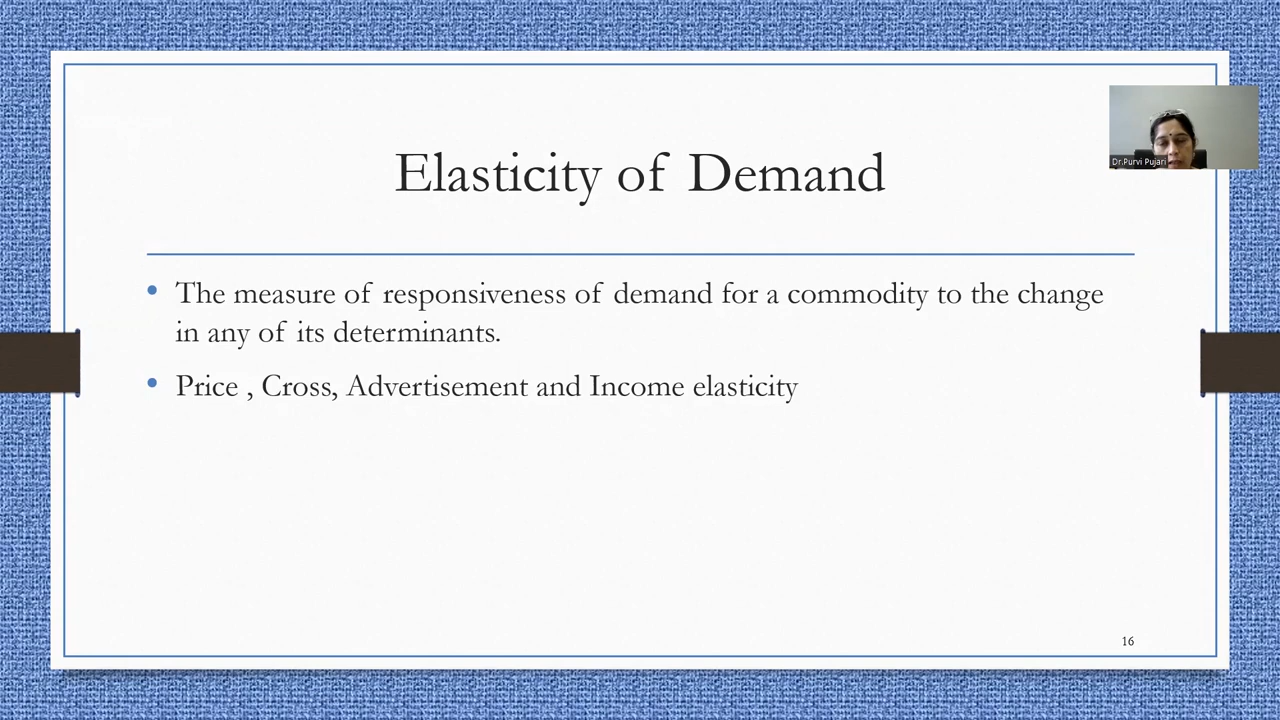 Elasticity of Demand
Dr.Purvi Pujari
• The measure of responsiveness of demand for a commodity to the change
in any of its determinants.
• Price , Cross, Advertisement and Income elasticity
16